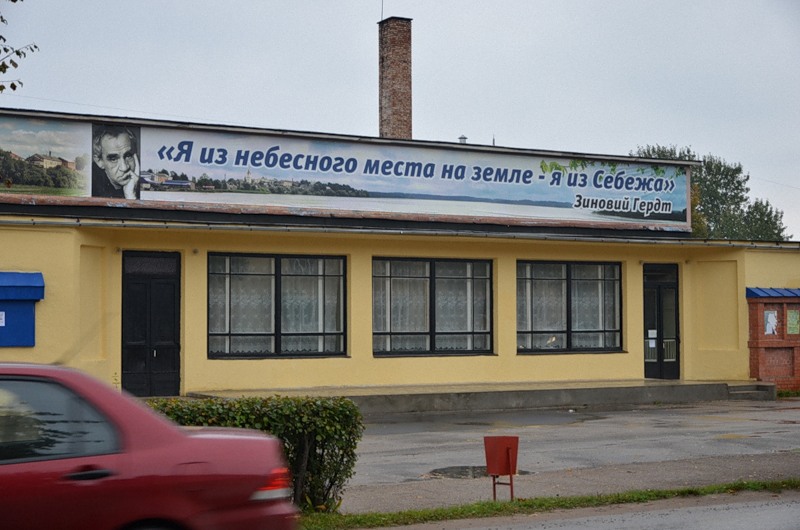 «Я из небесного места на земле - я из Себежа»
Зиновий Гердт